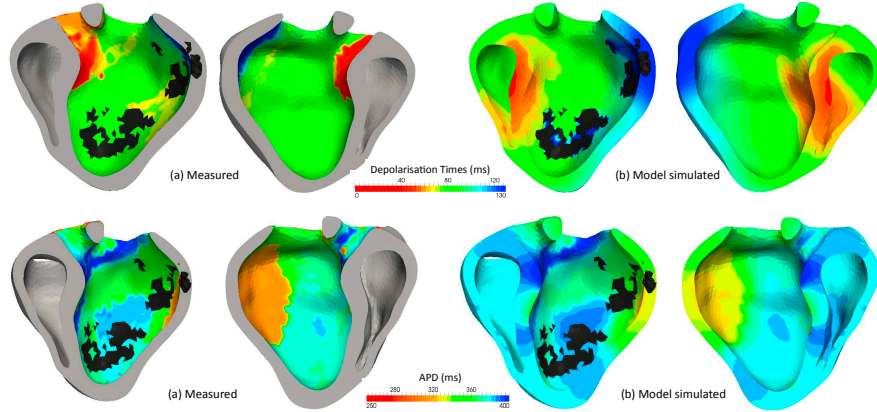 (a) Measured
Depolarisation Times (ms)
0 40 80 120 130
(b) Model simulated
(a) Measured
APD (ms)
250 280 320 360 400
(b) Model simulated